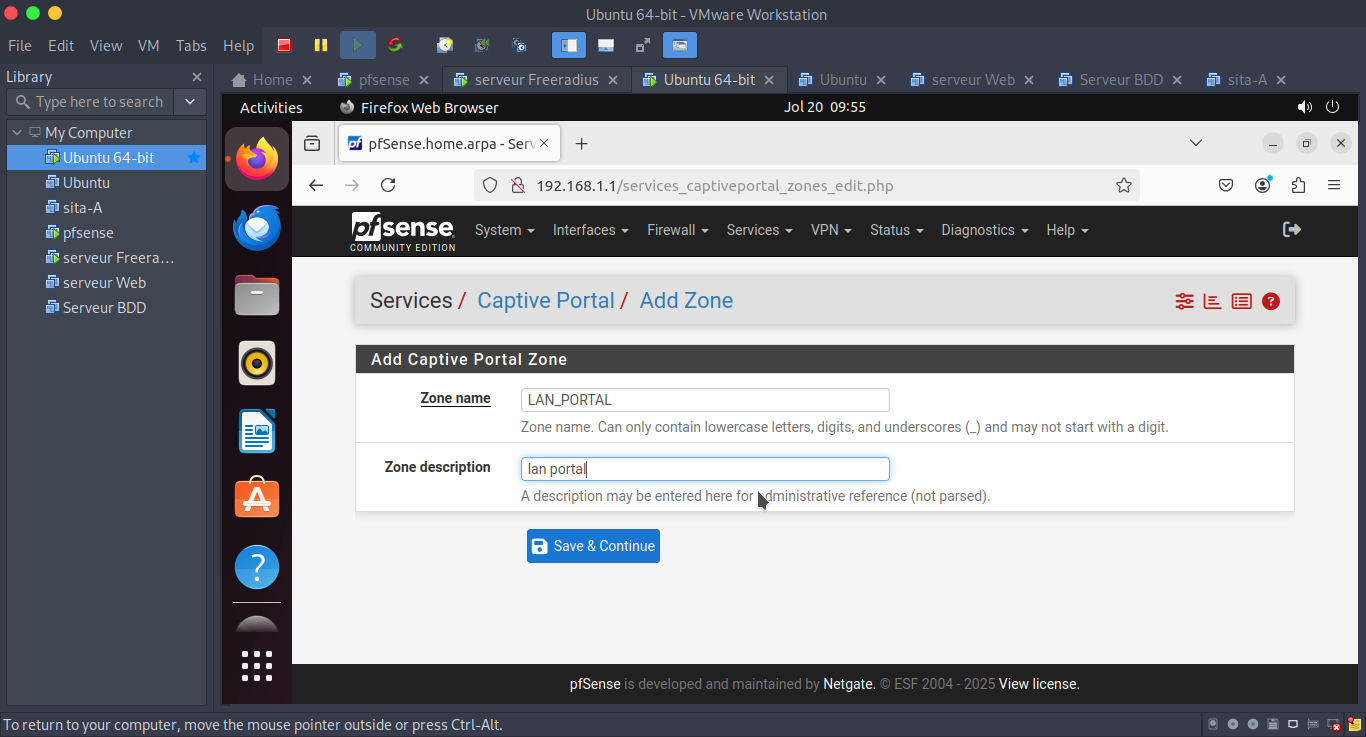 Ubuntu 64-bit - VMware Workstation
File Edit View VM Tabs Help
Library
Home pfsense serveur Freeradius Ubuntu 64-bit Ubuntu serveur Web Serveur BDD sita-A
Type here to search
My Computer
Ubuntu 64-bit
Ubuntu
sita-A
pfsense
serveur Freera...
serveur Web
Serveur BDD
Activities Firefox Web Browser Jol 20 09:55
pfSense.home.arpa - Serv
192.168.1.1/services_captiveportal_zones_edit.php
pfsense
COMMUNITY EDITION
System Interfaces Firewall Services VPN Status Diagnostics Help
Services / Captive Portal / Add Zone
Add Captive Portal Zone
Zone name LAN_PORTAL
Zone name. Can only contain lowercase letters, digits, and underscores (_) and may not start with a digit.
Zone description lan portal
A description may be entered here for administrative reference (not parsed).
Save & Continue
pfSense is developed and maintained by Netgate. © ESF 2004 - 2025 View license.
To return to your computer, move the mouse pointer outside or press Ctrl-Alt.